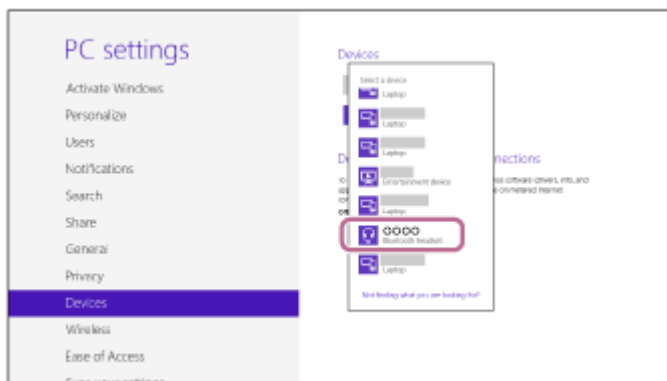 PC settings
Activate Windows
Personalize
Users
Notifications
Search
Share
General
Privacy
Devices
Wireless
Ease of Access
Devices
Select a device
Laptop
Laptop
Laptop
Entertainment device
Laptop
OOOO
Bluetooth headset
Laptop
Not finding what you are looking for?
nections